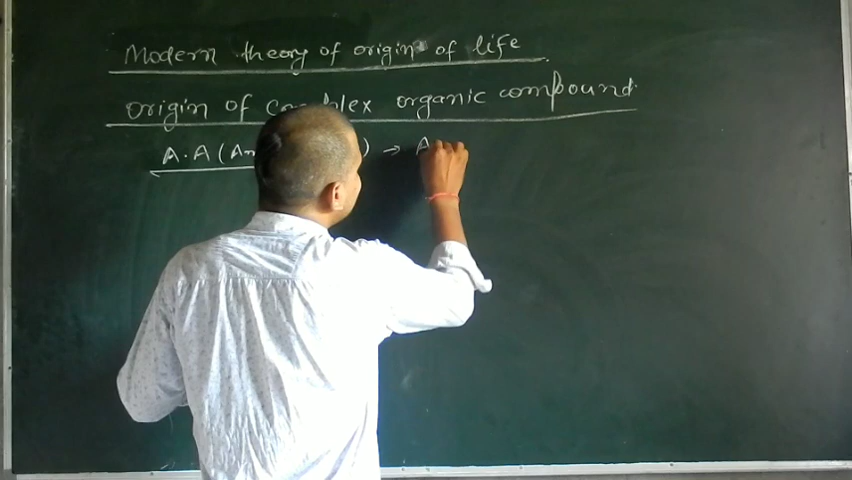 Modern theory of origin of life
origin of complex organic compound.
A.A (Am ) → A